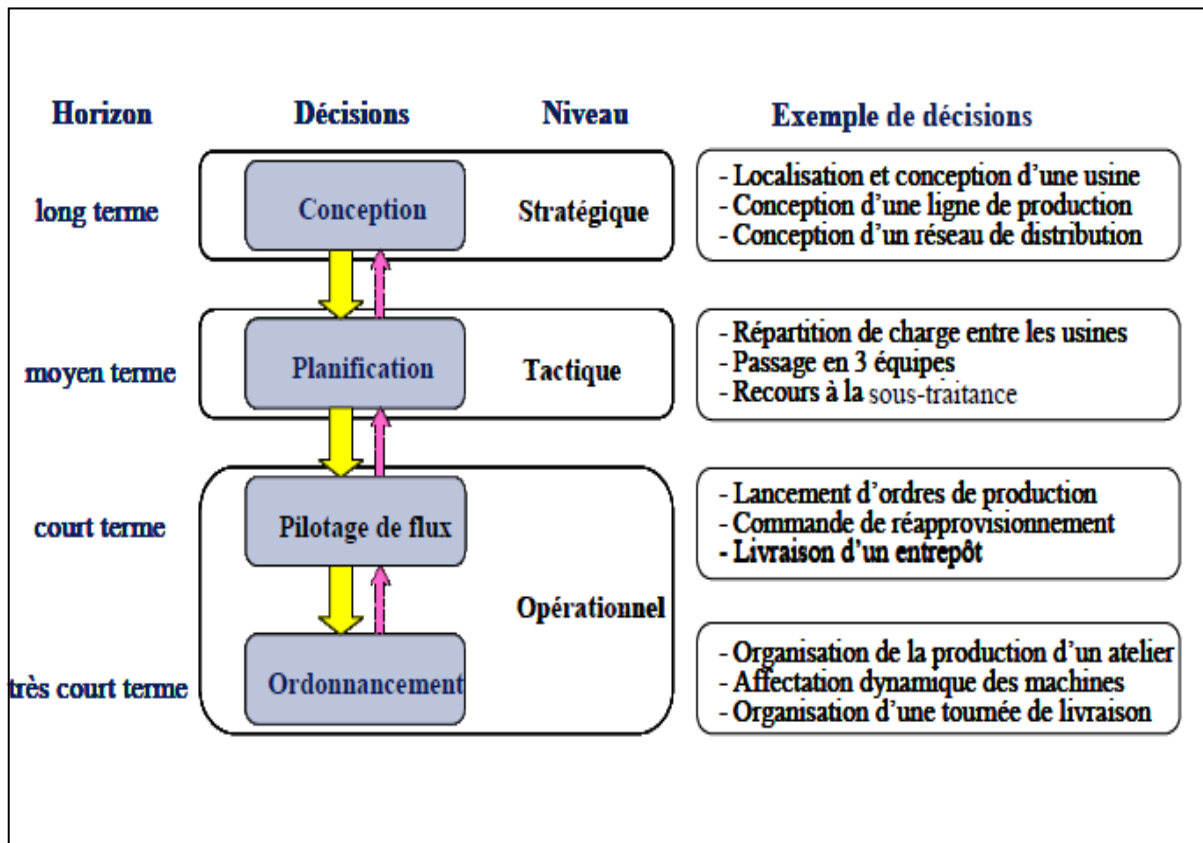 Horizon Décisions Niveau Exemple de décisions
long terme
Conception
Stratégique
- Localisation et conception d'une usine
- Conception d'une ligne de production
- Conception d'un réseau de distribution
moyen terme
Planification
Tactique
- Répartition de charge entre les usines
- Passage en 3 équipes
- Recours à la sous-traitance
court terme
Pilotage de flux
- Lancement d'ordres de production
- Commande de réapprovisionnement
- Livraison d'un entrepôt
Opérationnel
très court terme
Ordonnancement
- Organisation de la production d'un atelier
- Affectation dynamique des machines
- Organisation d'une tournée de livraison